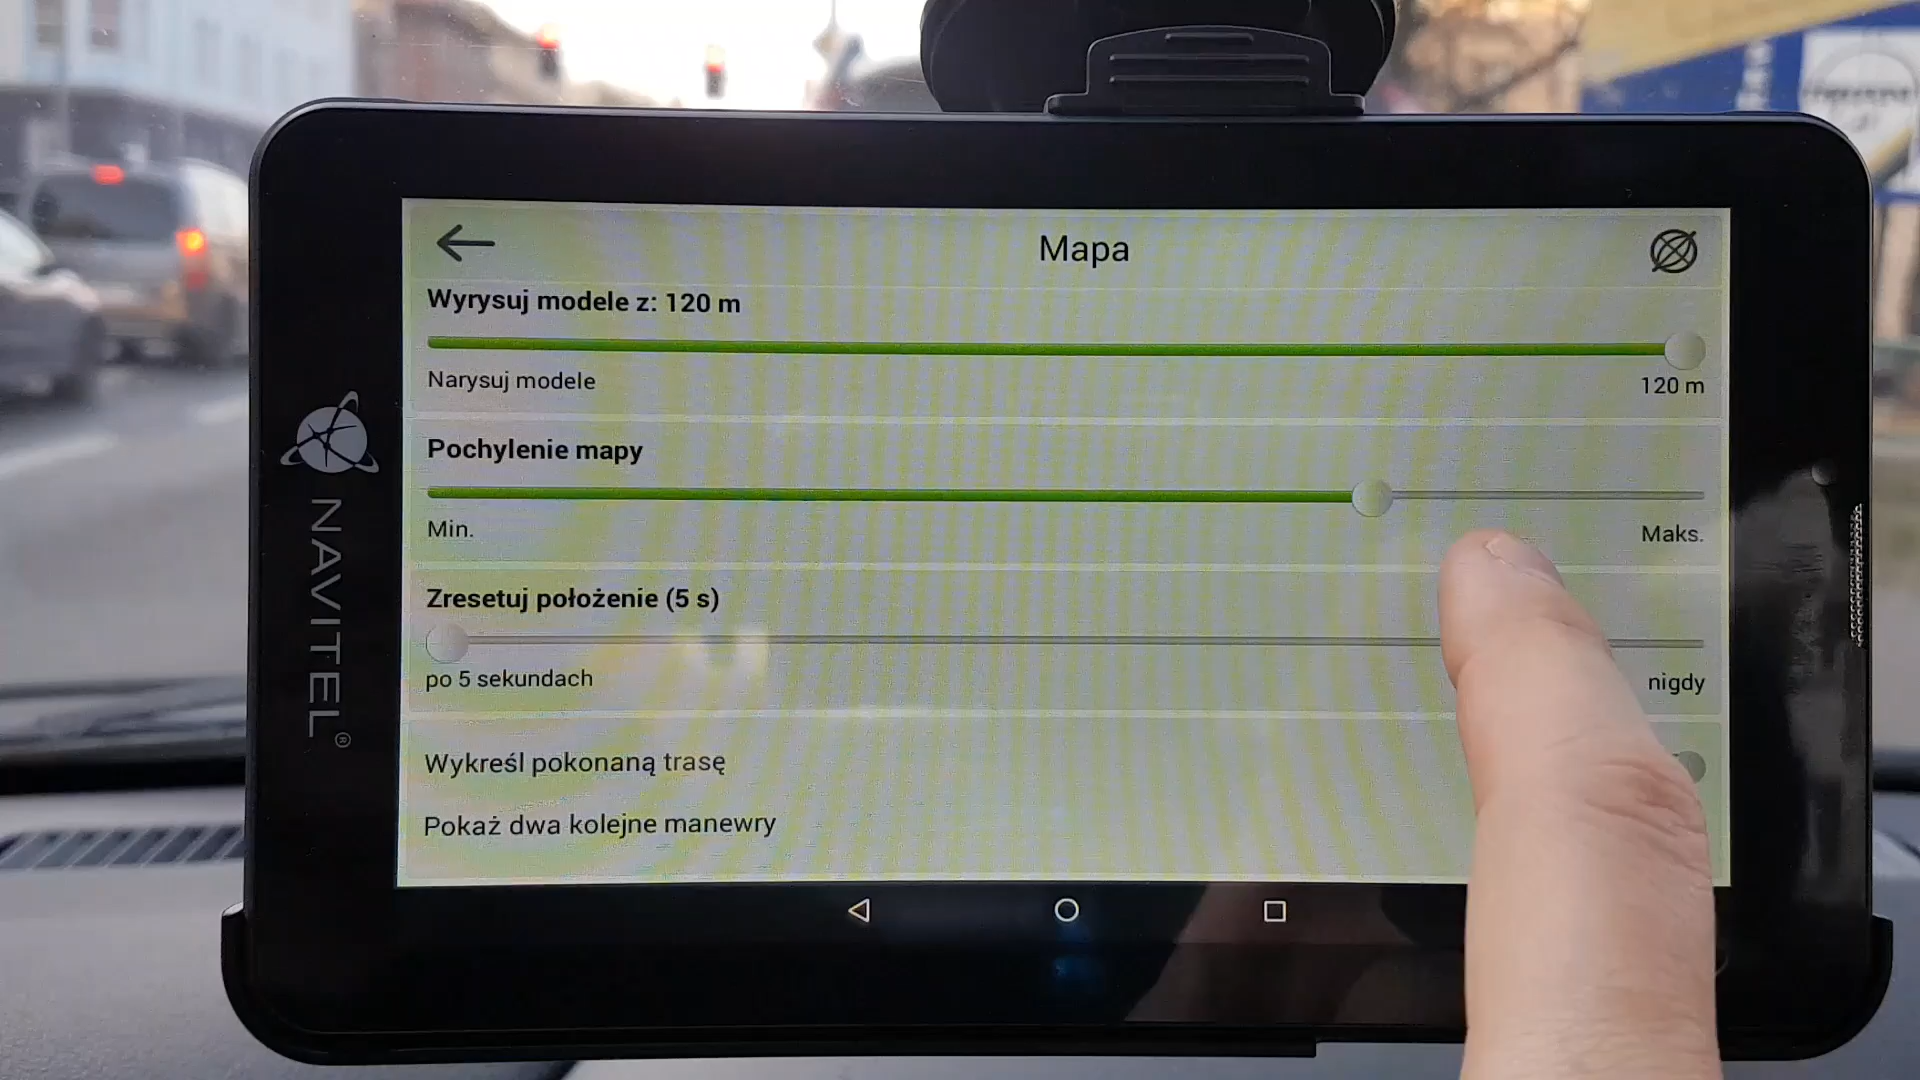 Mapa
Wyrysuj modele z: 120 m
Narysuj modele
120 m
Pochylenie mapy
Min.
Maks.
Zresetuj położenie (5 s)
po 5 sekundach
nigdy
Wykreśl pokonaną trasę
Pokaż dwa kolejne manewry
NAVITEL®